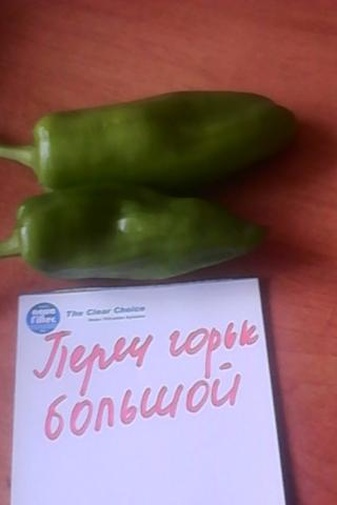 The Clear Choice
Перец горьк
большой